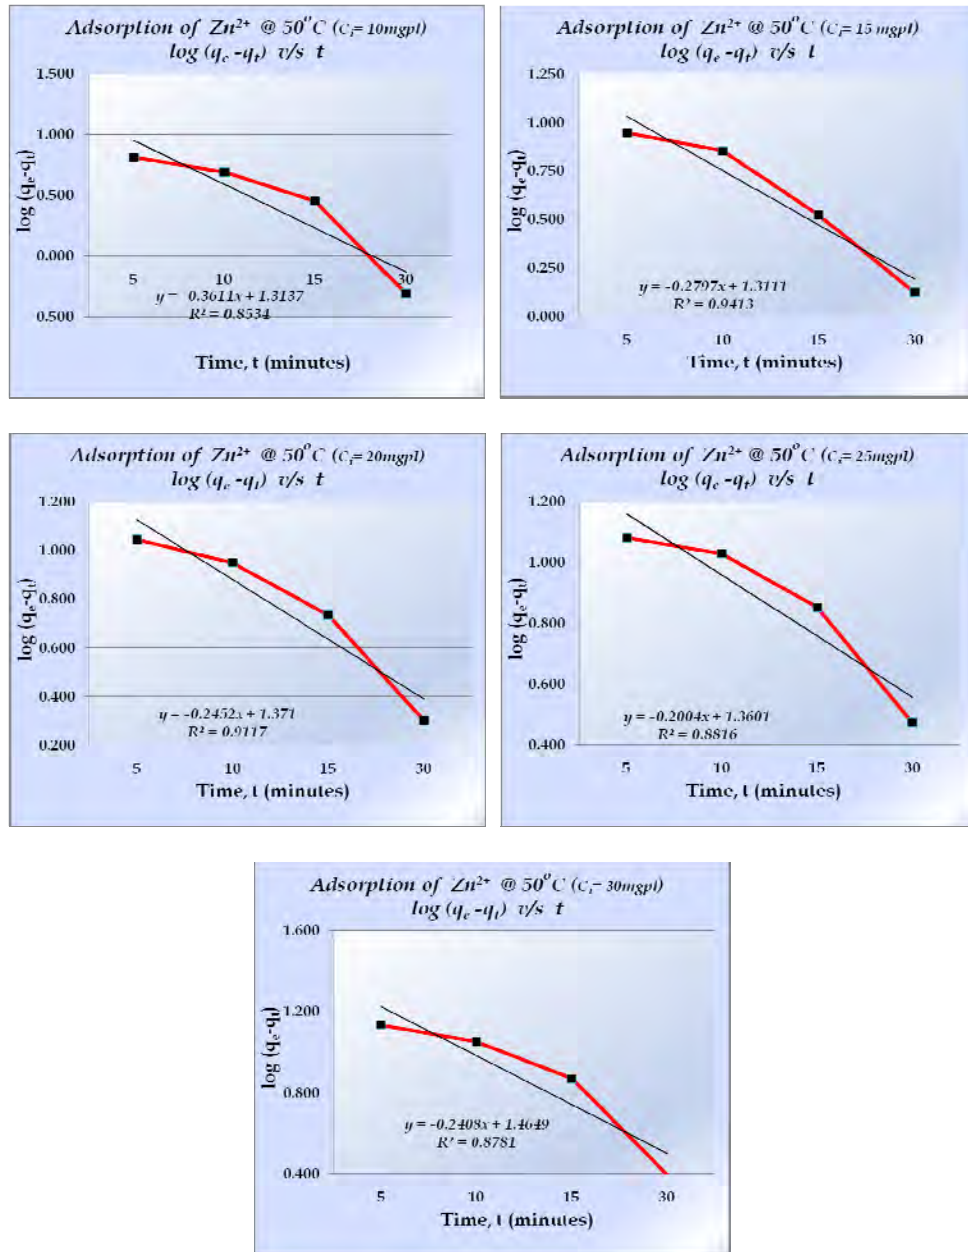 Adsorption of Zn²⁺ @ 50°C (Cᵢ= 10mgpl)
log (qₑ -qₜ) v/s t
1.500
1.000
0.500
0.000
0.500
log (qₑ-qₜ)
5 10 15 30
y = 0.3611x + 1.3137
R² = 0.8534
Time, t (minutes)
Adsorption of Zn²⁺ @ 50°C (Cᵢ= 15 mgpl)
log (qₑ -qₜ) v/s t
1.250
1.000
0.750
0.500
0.250
0.000
log (qₑ-qₜ)
y = -0.2797x + 1.3111
R² = 0.9413
5 10 15 30
Time, t (minutes)
Adsorption of Zn²⁺ @ 50°C (Cᵢ= 20mgpl)
log (qₑ -qₜ) v/s t
1.200
1.000
0.800
0.600
0.400
0.200
log (qₑ-qₜ)
y = -0.2452x + 1.371
R² = 0.9117
5 10 15 30
Time, t (minutes)
Adsorption of Zn²⁺ @ 50°C (Cᵢ= 25mgpl)
log (qₑ -qₜ) v/s t
1.200
1.000
0.800
0.600
0.400
log (qₑ-qₜ)
y = -0.2004x + 1.3601
R² = 0.8816
5 10 15 30
Time, t (minutes)
Adsorption of Zn²⁺ @ 50°C (Cᵢ= 30mgpl)
log (qₑ -qₜ) v/s t
1.600
1.200
0.800
0.400
log (qₑ-qₜ)
y = -0.2408x + 1.4649
R² = 0.8781
5 10 15 30
Time, t (minutes)